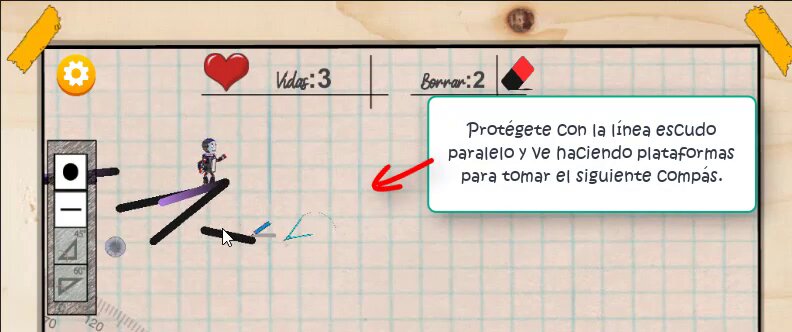 Vidas:3
Borrar:2
Protégete con la línea escudo
paralelo y ve haciendo plataformas
para tomar el siguiente compás.
45°
60°
70
120